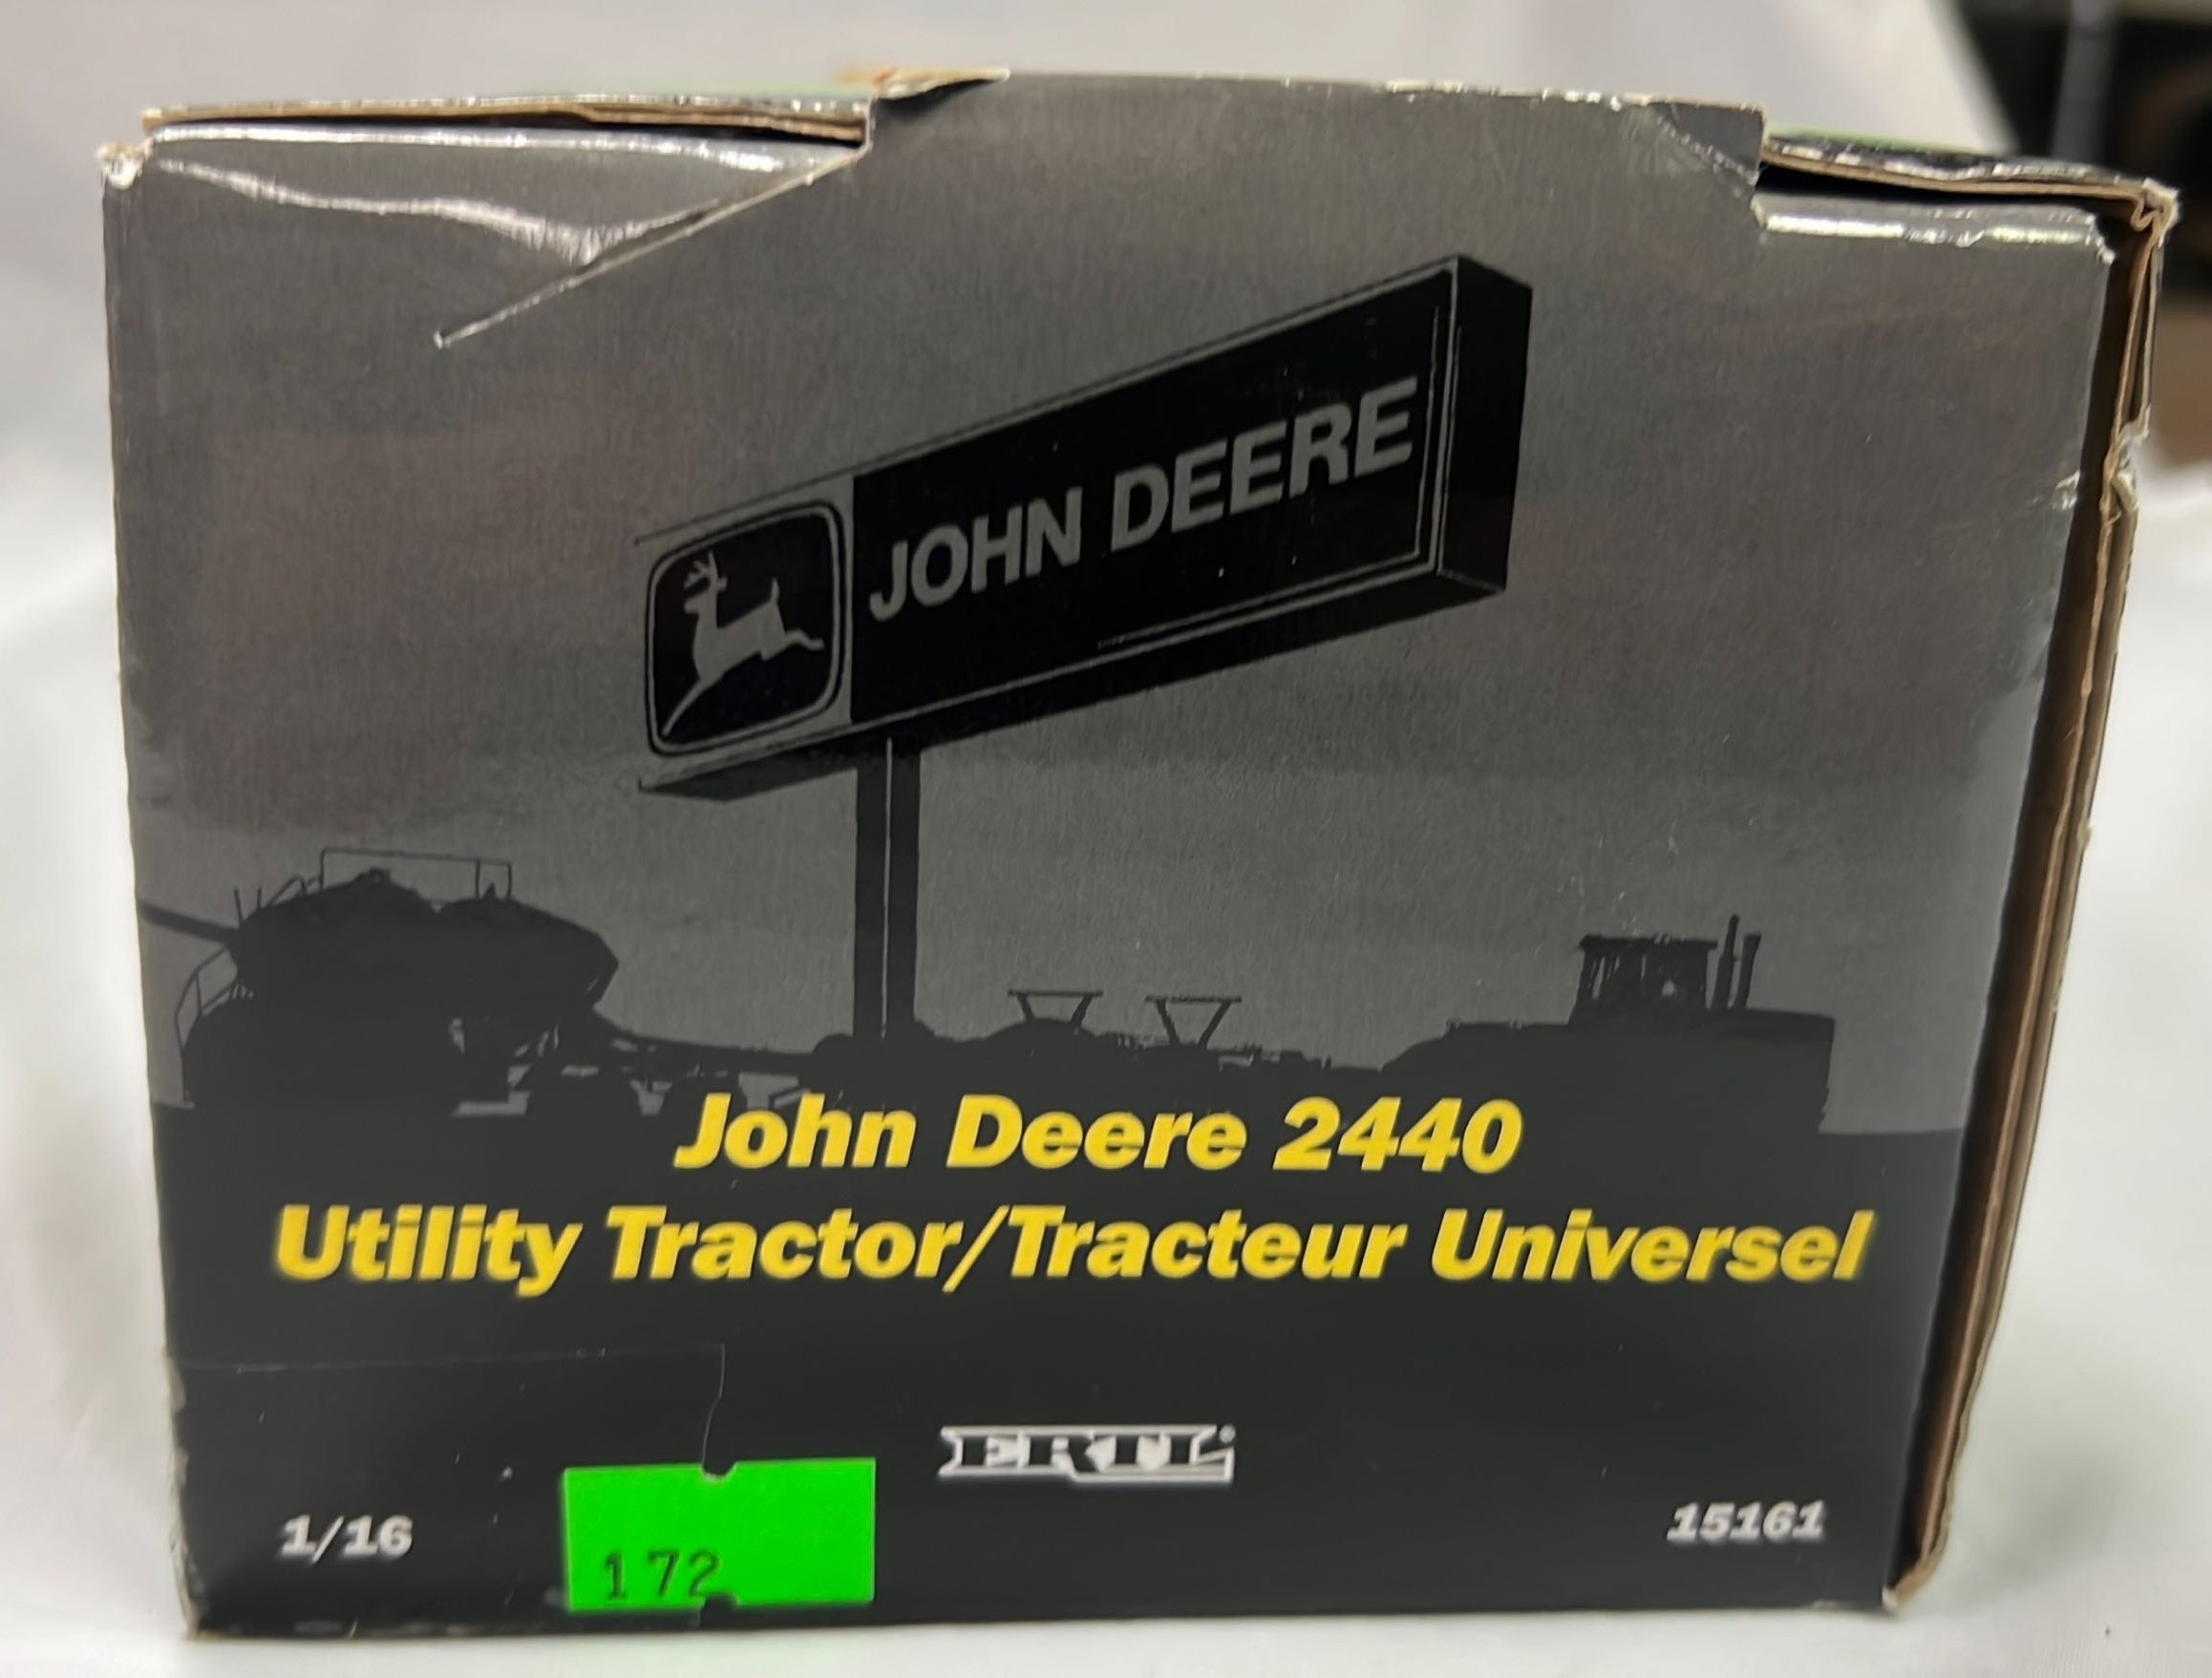 JOHN DEERE
John Deere 2440
Utility Tractor/Tracteur Universel
ERTL
1/16
172
15161